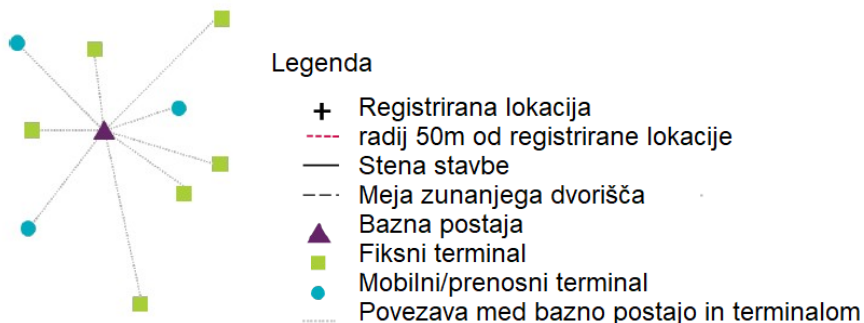 Legenda
Registrirana lokacija
radij 50m od registrirane lokacije
Stena stavbe
Meja zunanjega dvorišča
Bazna postaja
Fiksni terminal
Mobilni/prenosni terminal
Povezava med bazno postajo in terminalom